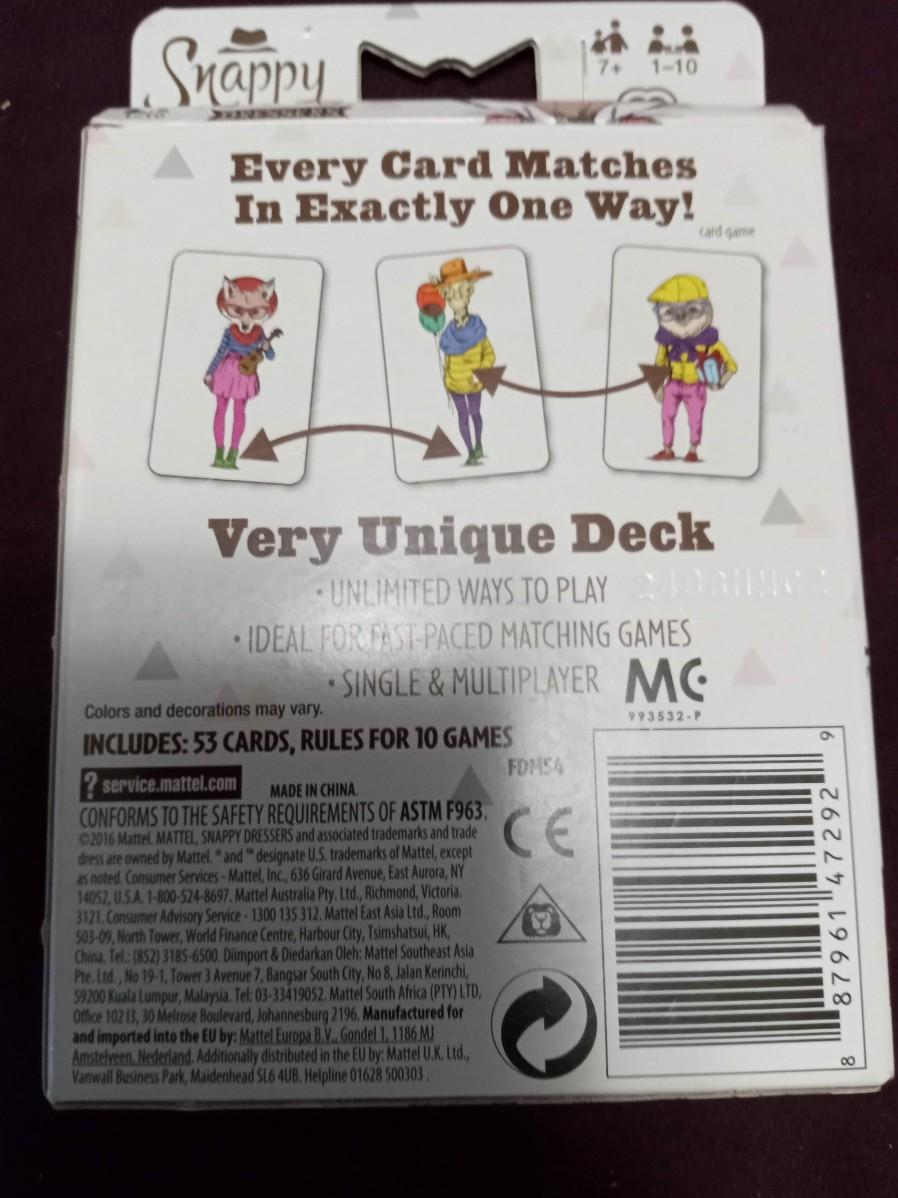 Snappy
DRESSERS
7+ 1-10
Every Card Matches
In Exactly One Way!
card game
Very Unique Deck
• UNLIMITED WAYS TO PLAY
• IDEAL FOR FAST-PACED MATCHING GAMES
• SINGLE & MULTIPLAYER
MC
993532-P
Colors and decorations may vary.
INCLUDES: 53 CARDS, RULES FOR 10 GAMES
FDM54
? service.mattel.com
MADE IN CHINA.
CONFORMS TO THE SAFETY REQUIREMENTS OF ASTM F963.
©2016 Mattel. MATTEL, SNAPPY DRESSERS and associated trademarks and trade
dress are owned by Mattel. ® and ™ designate U.S. trademarks of Mattel, except
as noted. Consumer Services - Mattel, Inc., 636 Girard Avenue, East Aurora, NY
14052, U.S.A. 1-800-524-8697. Mattel Australia Pty. Ltd., Richmond, Victoria.
3121. Consumer Advisory Service - 1300 135 312. Mattel East Asia Ltd., Room
503-09, North Tower, World Finance Centre, Harbour City, Tsimshatsui, HK,
China. Tel.: (852) 3185-6500. Diimport & Diedarkan Oleh: Mattel Southeast Asia
Pte. Ltd., No 19-1, Tower 3 Avenue 7, Bangsar South City, No 8, Jalan Kerinchi,
59200 Kuala Lumpur, Malaysia. Tel: 03-33419052. Mattel South Africa (PTY) LTD,
Office 102 I3, 30 Melrose Boulevard, Johannesburg 2196. Manufactured for
and imported into the EU by: Mattel Europa B.V., Gondel 1, 1186 MJ
Amstelveen, Nederland. Additionally distributed in the EU by: Mattel U.K. Ltd.,
Vanwall Business Park, Maidenhead SL6 4UB. Helpline 01628 500303.
CE
8 87961 47292 9